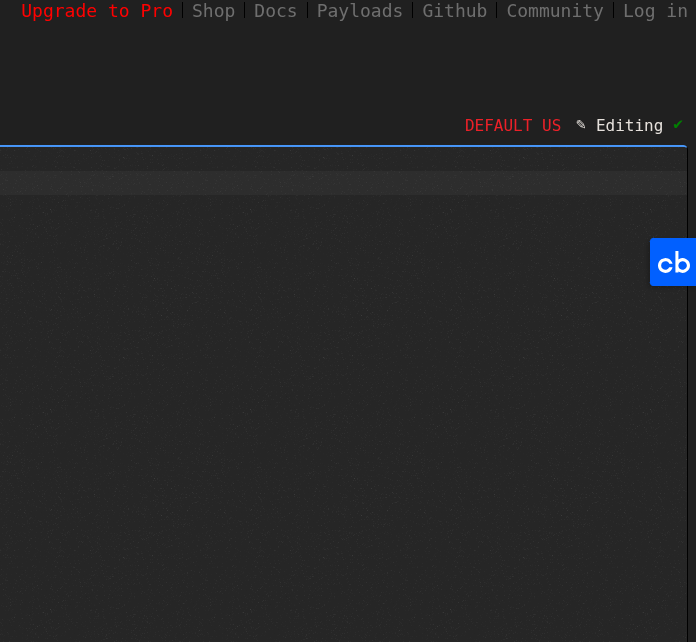 Upgrade to Pro Shop Docs Payloads Github Community Log in
DEFAULT US ✎ Editing ✔
cb